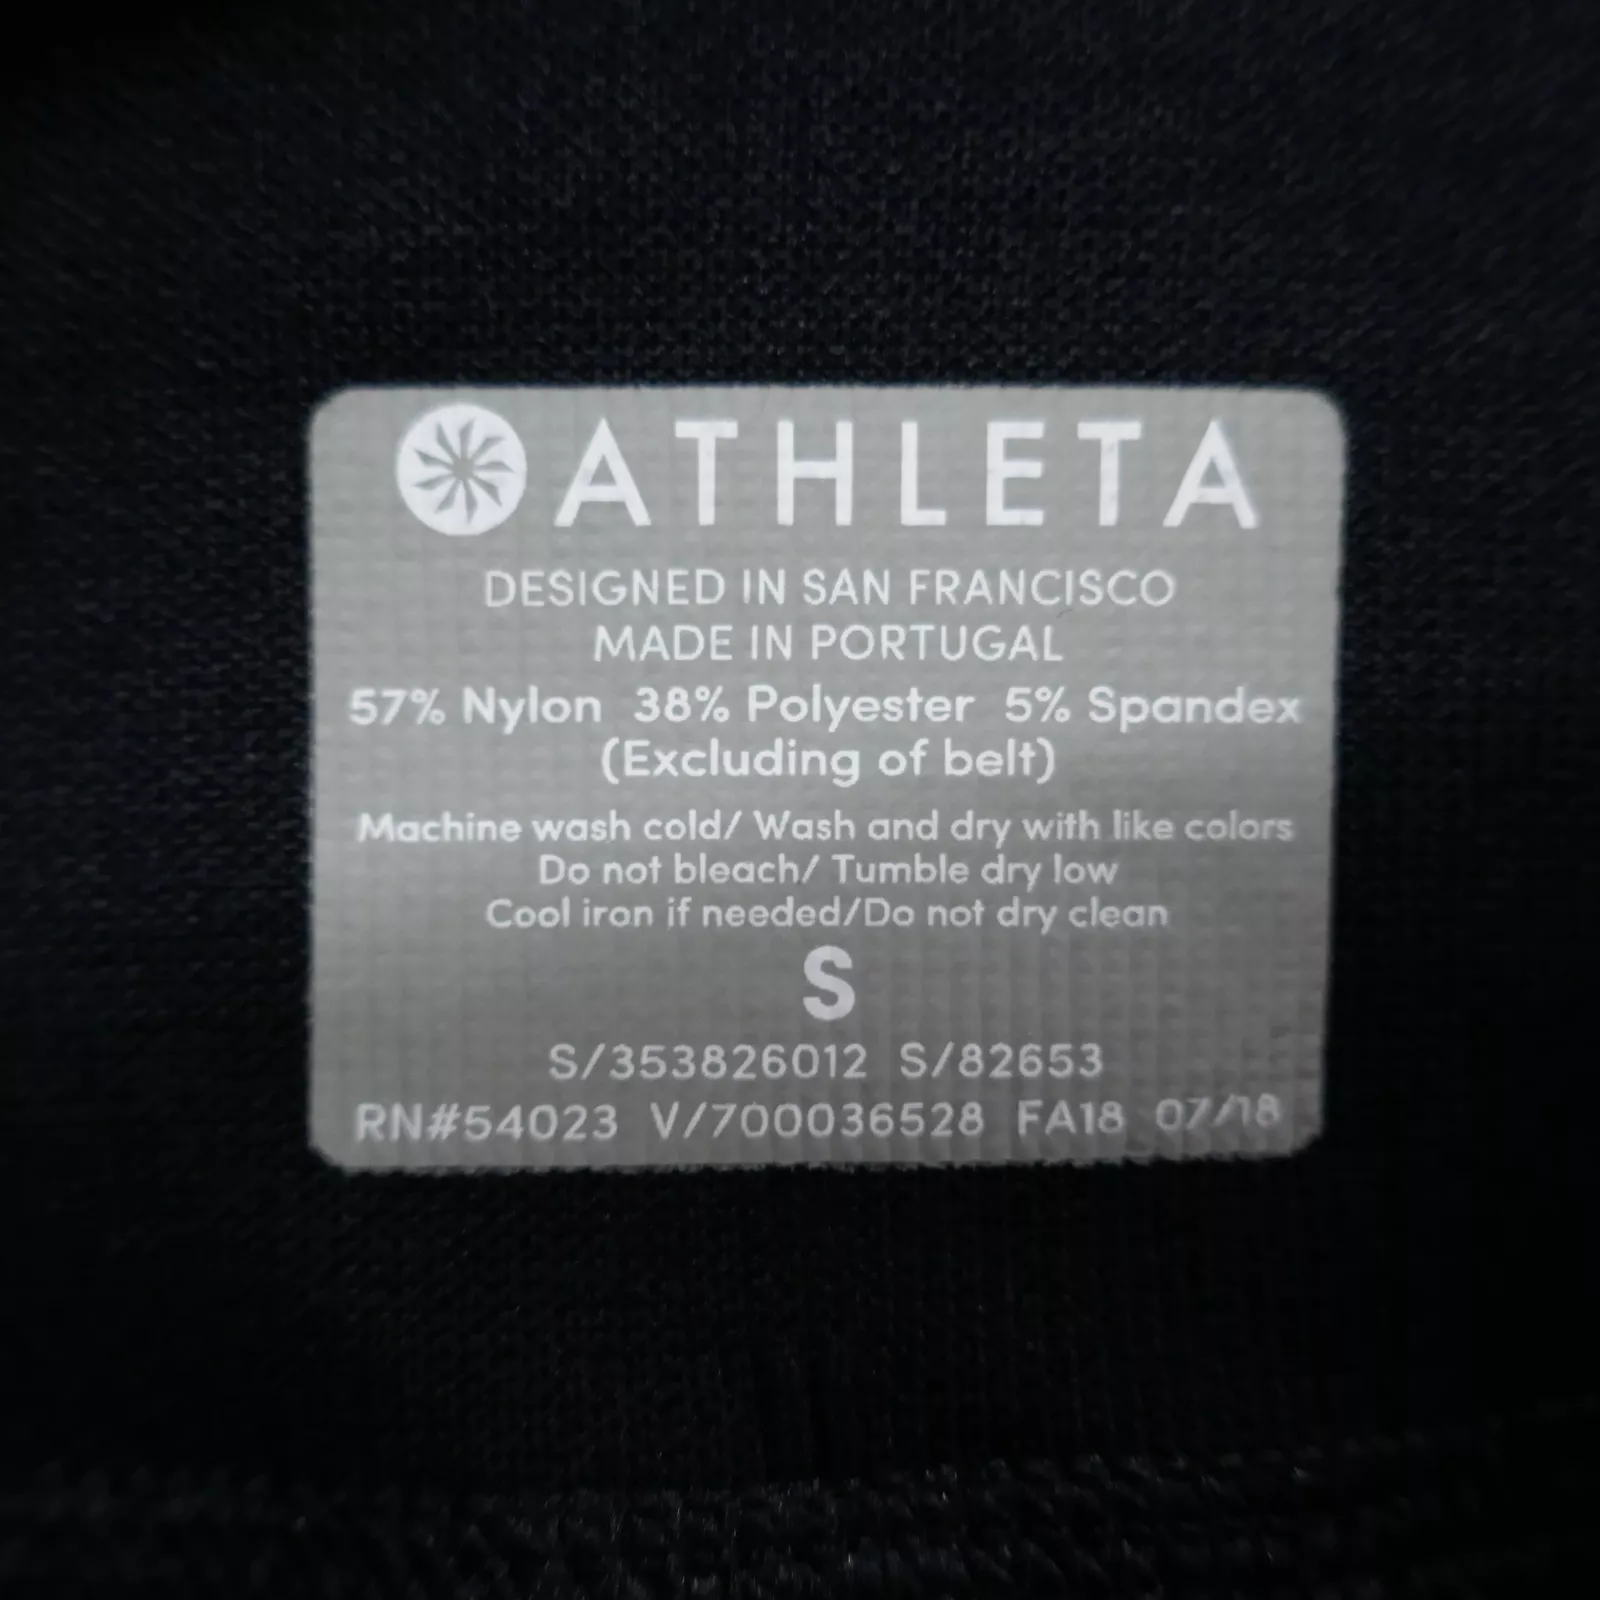 ATHLETA
DESIGNED IN SAN FRANCISCO
MADE IN PORTUGAL
57% Nylon 38% Polyester 5% Spandex
(Excluding of belt)
Machine wash cold/ Wash and dry with like colors
Do not bleach/ Tumble dry low
Cool iron if needed/Do not dry clean
S
S/353826012 S/82653
RN#54023 V/700036528 FA18 07/18